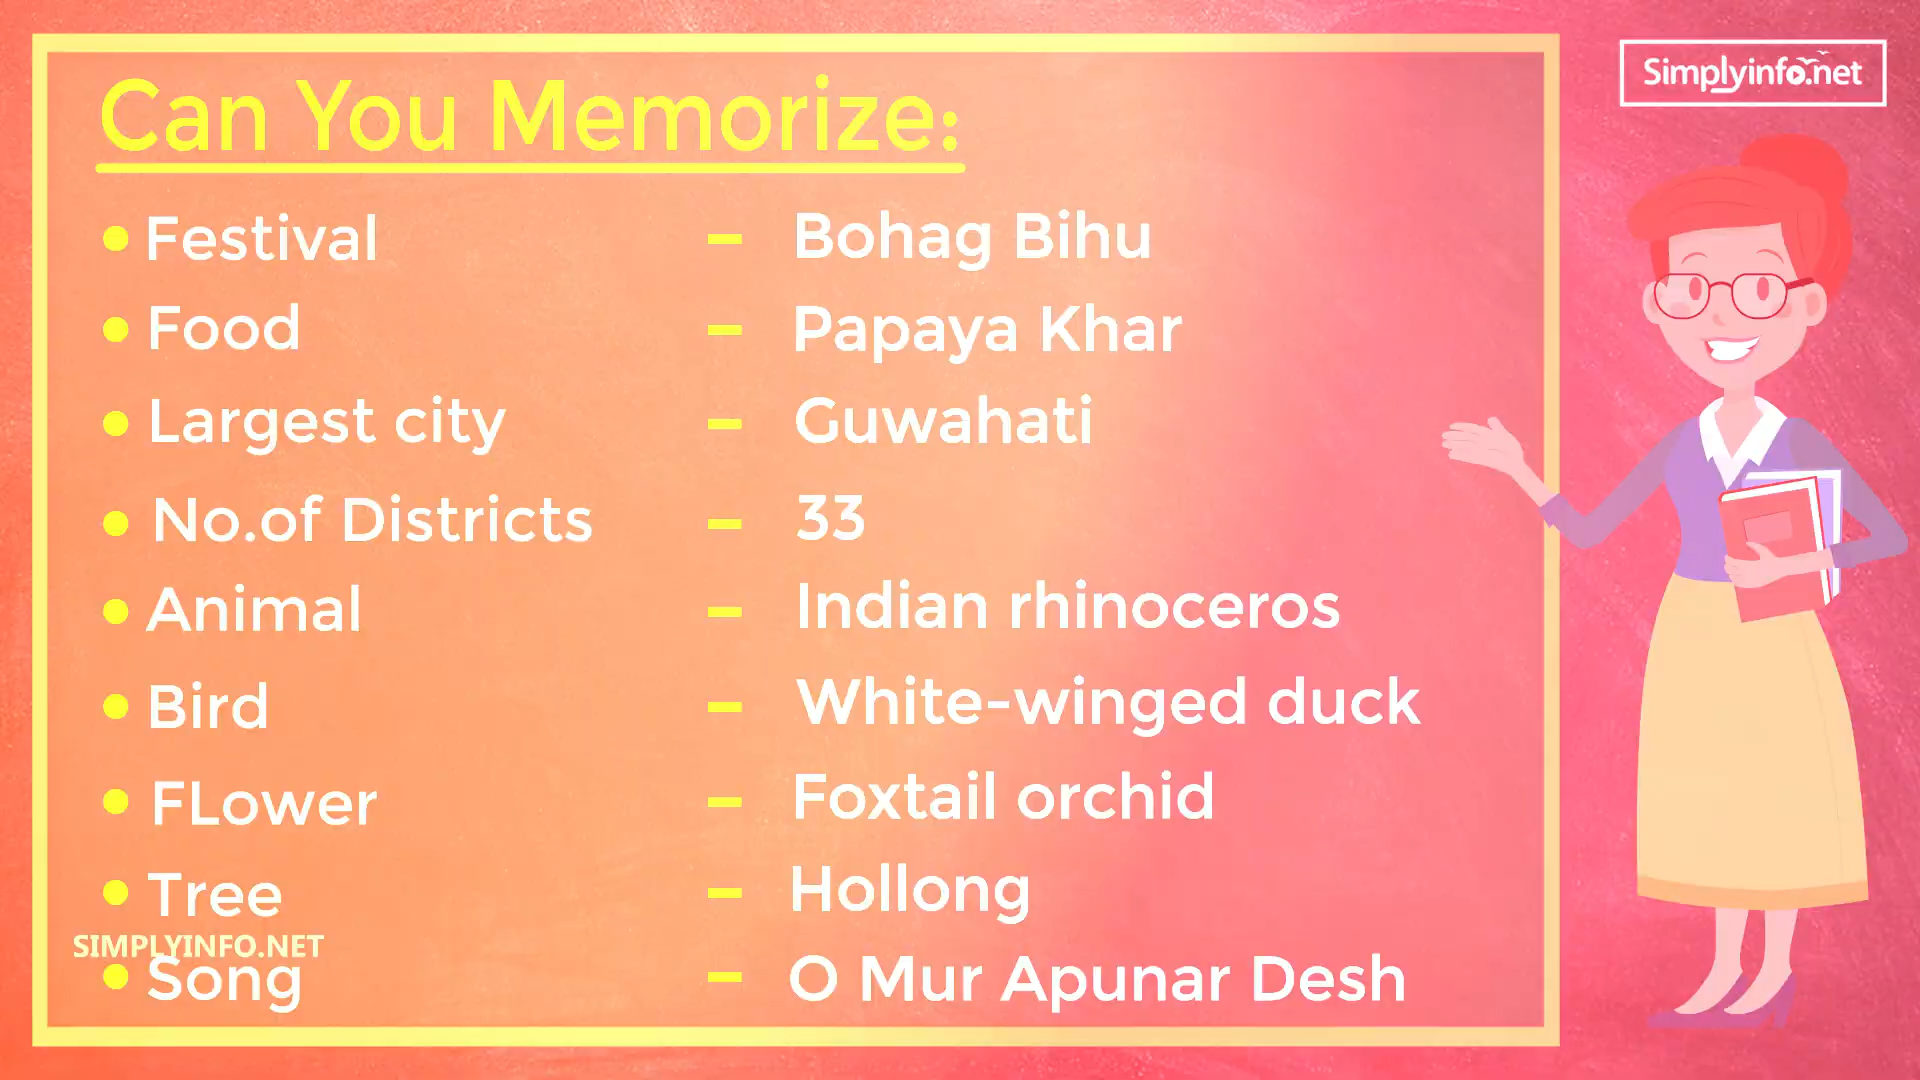 Simplyinfo.net
Can You Memorize:
• Festival – Bohag Bihu
• Food – Papaya Khar
• Largest city – Guwahati
• No.of Districts – 33
• Animal – Indian rhinoceros
• Bird – White-winged duck
• FLower – Foxtail orchid
• Tree – Hollong
SIMPLYINFO.NET
• Song – O Mur Apunar Desh